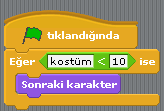 tıklandığında
Eğer kostüm < 10 ise
Sonraki karakter